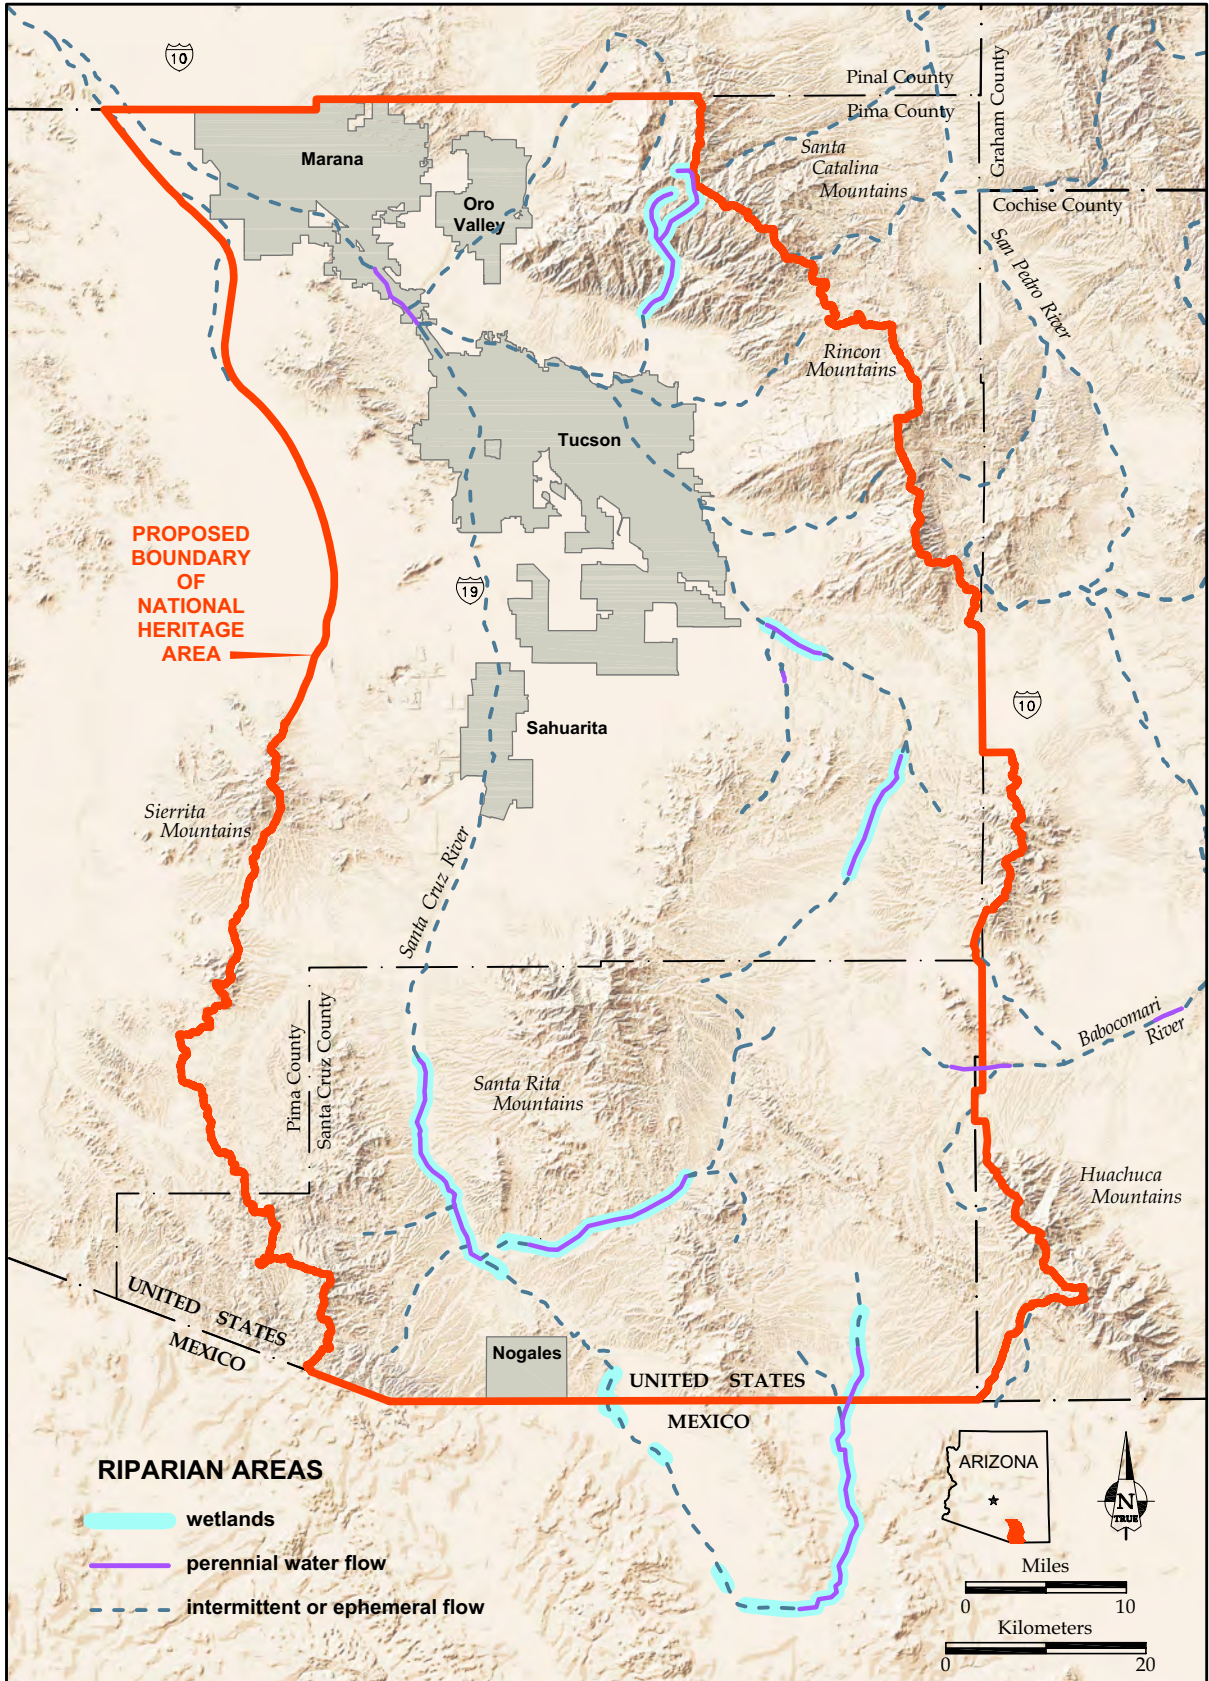 10
Pinal County
Pima County
Graham County
Cochise County
Santa
Catalina
Mountains
Marana
Oro
Valley
San Pedro River
Rincon
Mountains
Tucson
PROPOSED
BOUNDARY
OF
NATIONAL
HERITAGE
AREA
19
10
Sahuarita
Sierrita
Mountains
Santa Cruz River
Pima County
Santa Cruz County
Santa Rita
Mountains
Babocomari
River
Huachuca
Mountains
UNITED STATES
MEXICO
Nogales
UNITED STATES
MEXICO
RIPARIAN AREAS
wetlands
perennial water flow
intermittent or ephemeral flow
ARIZONA
N
TRUE
Miles
0 10
Kilometers
0 20